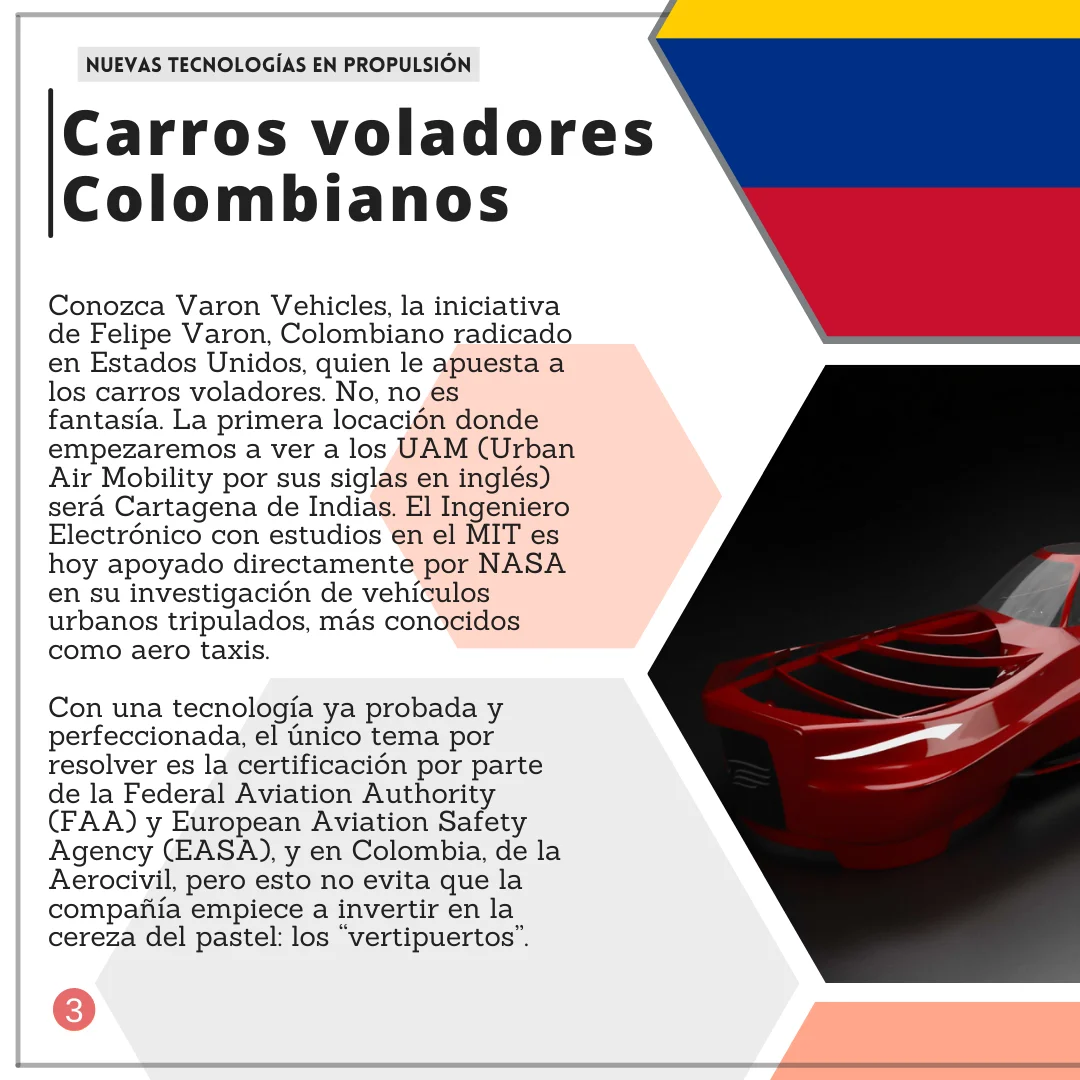 NUEVAS TECNOLOGÍAS EN PROPULSIÓN
Carros voladores
Colombianos
Conozca Varon Vehicles, la iniciativa
de Felipe Varon, Colombiano radicado
en Estados Unidos, quien le apuesta a
los carros voladores. No, no es
fantasía. La primera locación donde
empezaremos a ver a los UAM (Urban
Air Mobility por sus siglas en inglés)
será Cartagena de Indias. El Ingeniero
Electrónico con estudios en el MIT es
hoy apoyado directamente por NASA
en su investigación de vehículos
urbanos tripulados, más conocidos
como aero taxis.
Con una tecnología ya probada y
perfeccionada, el único tema por
resolver es la certificación por parte
de la Federal Aviation Authority
(FAA) y European Aviation Safety
Agency (EASA), y en Colombia, de la
Aerocivil, pero esto no evita que la
compañía empiece a invertir en la
cereza del pastel: los “vertipuertos”.
3